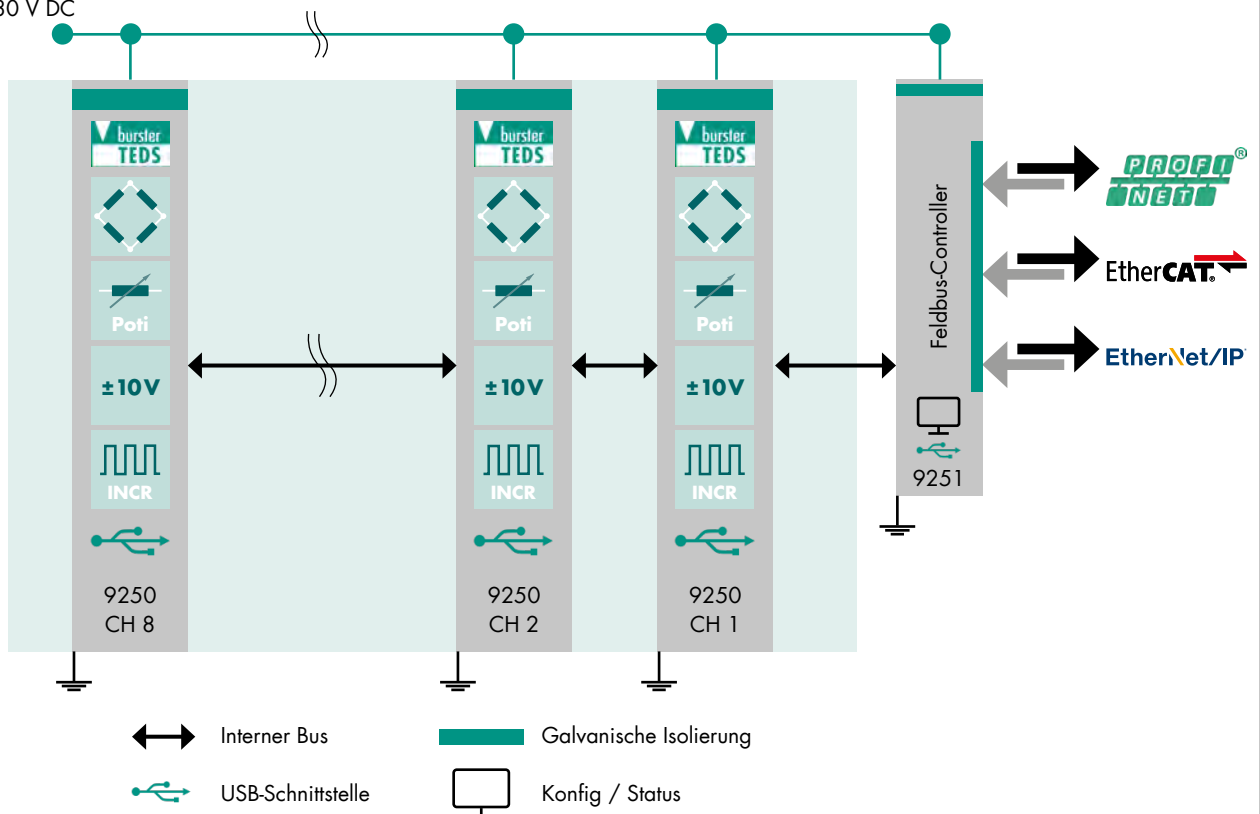 30 V DC
burster
TEDS
Poti
±10V
INCR
9250
CH 8
burster
TEDS
Poti
±10V
INCR
9250
CH 2
burster
TEDS
Poti
±10V
INCR
9250
CH 1
Feldbus-Controller
9251
PROFI®
NET
EtherCAT®
EtherNet/IP
Interner Bus
Galvanische Isolierung
USB-Schnittstelle
Konfig / Status